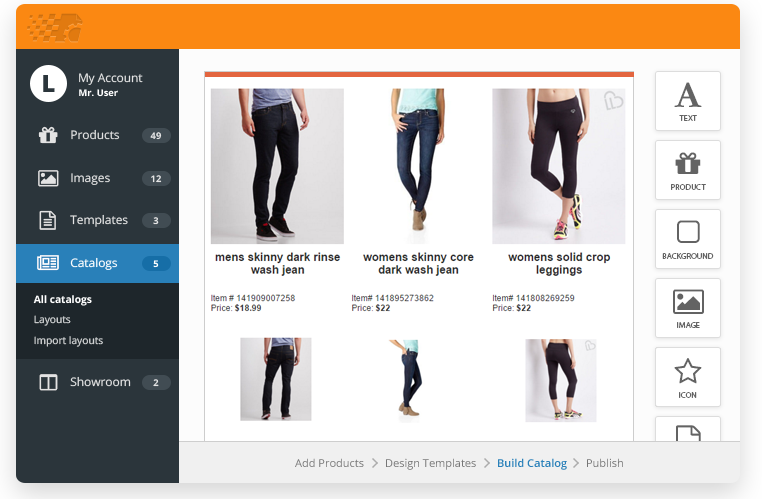 L
My Account
Mr. User
Products 49
Images 12
Templates 3
Catalogs 5
All catalogs
Layouts
Import layouts
Showroom 2
mens skinny dark rinse
wash jean
Item# 141909007258
Price: $18.99
womens skinny core
dark wash jean
Item# 141895273862
Price: $22
womens solid crop
leggings
Item# 141808269259
Price: $22
A
TEXT
PRODUCT
BACKGROUND
IMAGE
ICON
Add Products > Design Templates > Build Catalog > Publish